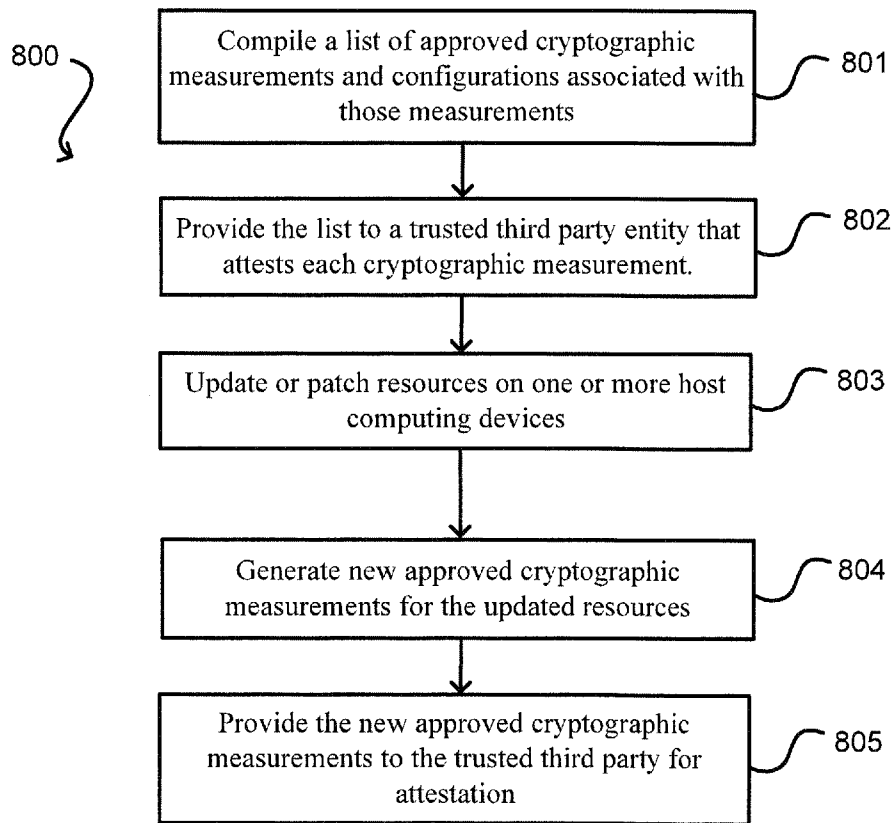 800
Compile a list of approved cryptographic
measurements and configurations associated with
those measurements
801
Provide the list to a trusted third party entity that
attests each cryptographic measurement.
802
Update or patch resources on one or more host
computing devices
803
Generate new approved cryptographic
measurements for the updated resources
804
Provide the new approved cryptographic
measurements to the trusted third party for
attestation
805